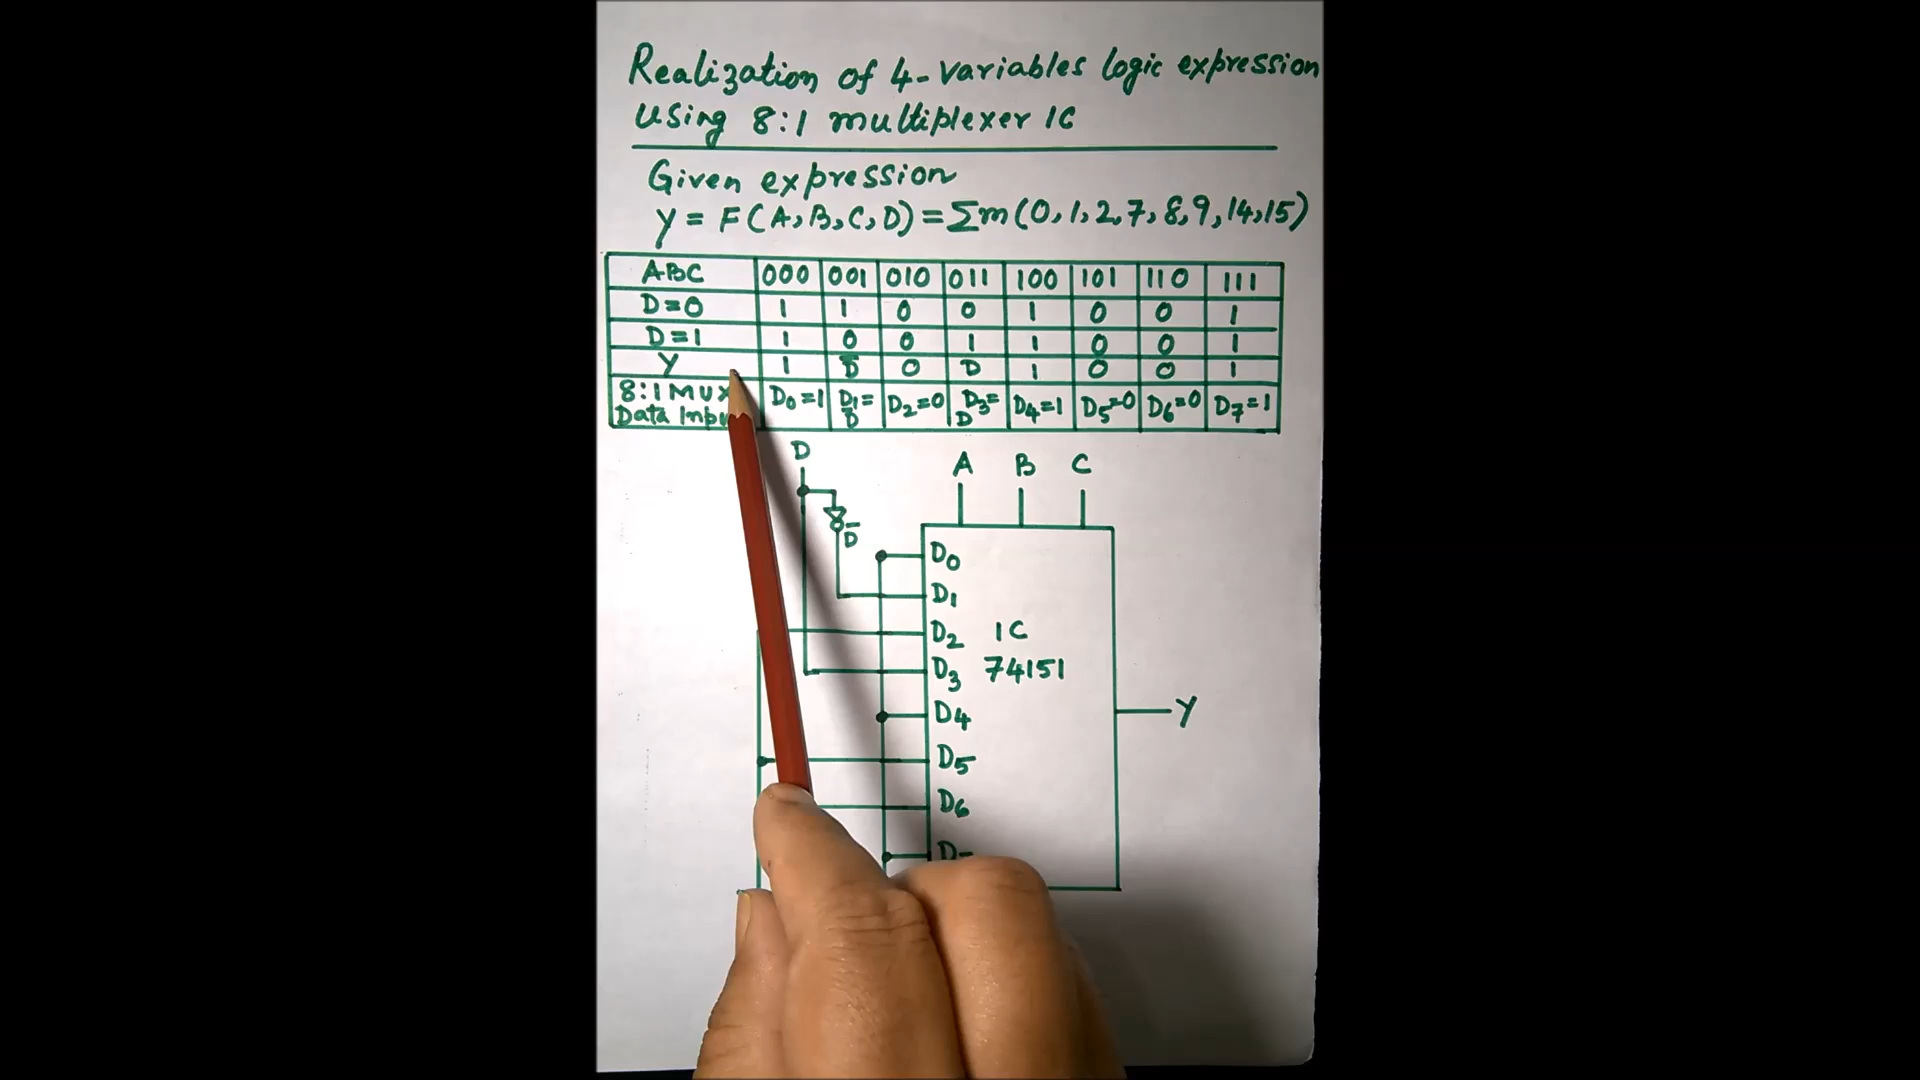 Realization of 4-variables logic expression
Using 8:1 multiplexer IC
Given expression
Y = F(A,B,C,D) = Σm(0,1,2,7,8,9,14,15)
ABC 000 001 010 011 100 101 110 111
D=0 1 1 0 0 1 0 0 1
D=1 1 0 0 1 1 0 0 1
Y 1 D̅ 0 D 1 0 0 1
8:1 MUX D0=1 D1=D̅ D2=0 D3=D D4=1 D5=0 D6=0 D7=1
Data
D
A B C
D̅
D0
D1
D2 IC
D3 74151
D4
Y
D5
D6